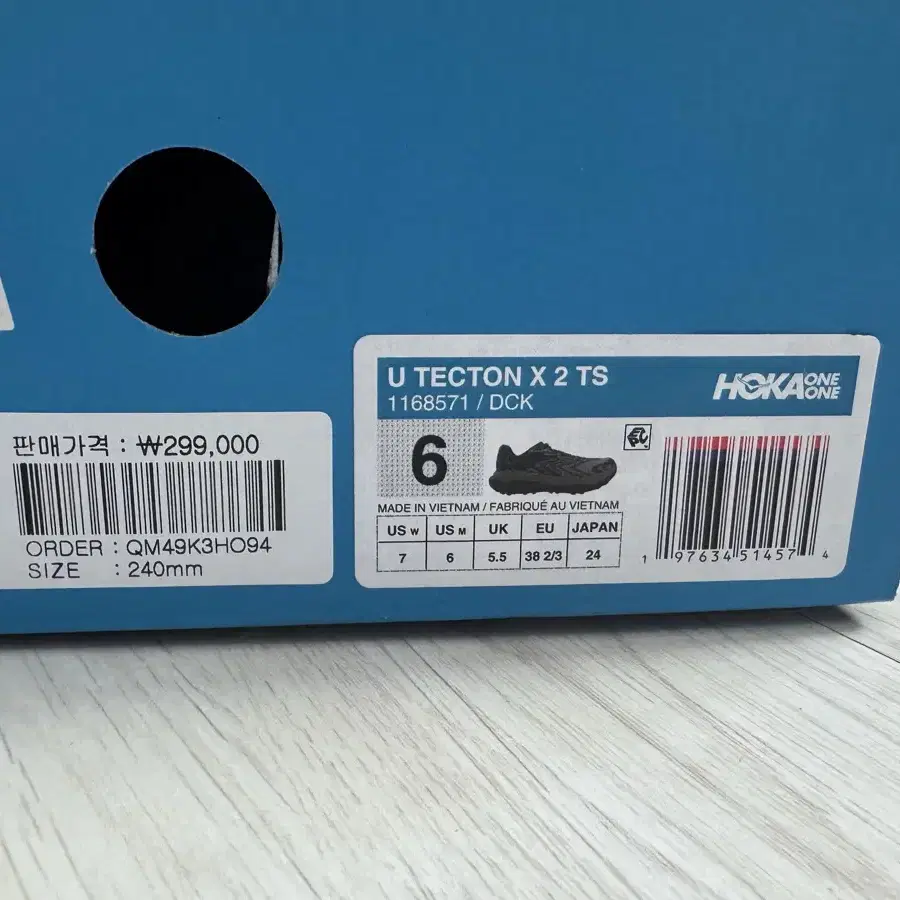 판매가격 : ₩299,000
ORDER : QM49K3HO94
SIZE : 240mm
U TECTON X 2 TS
1168571 / DCK
HOKA ONE ONE
6
MADE IN VIETNAM / FABRIQUÉ AU VIETNAM
US W US M UK EU JAPAN
7 6 5.5 38 2/3 24
1 97634 51457 4